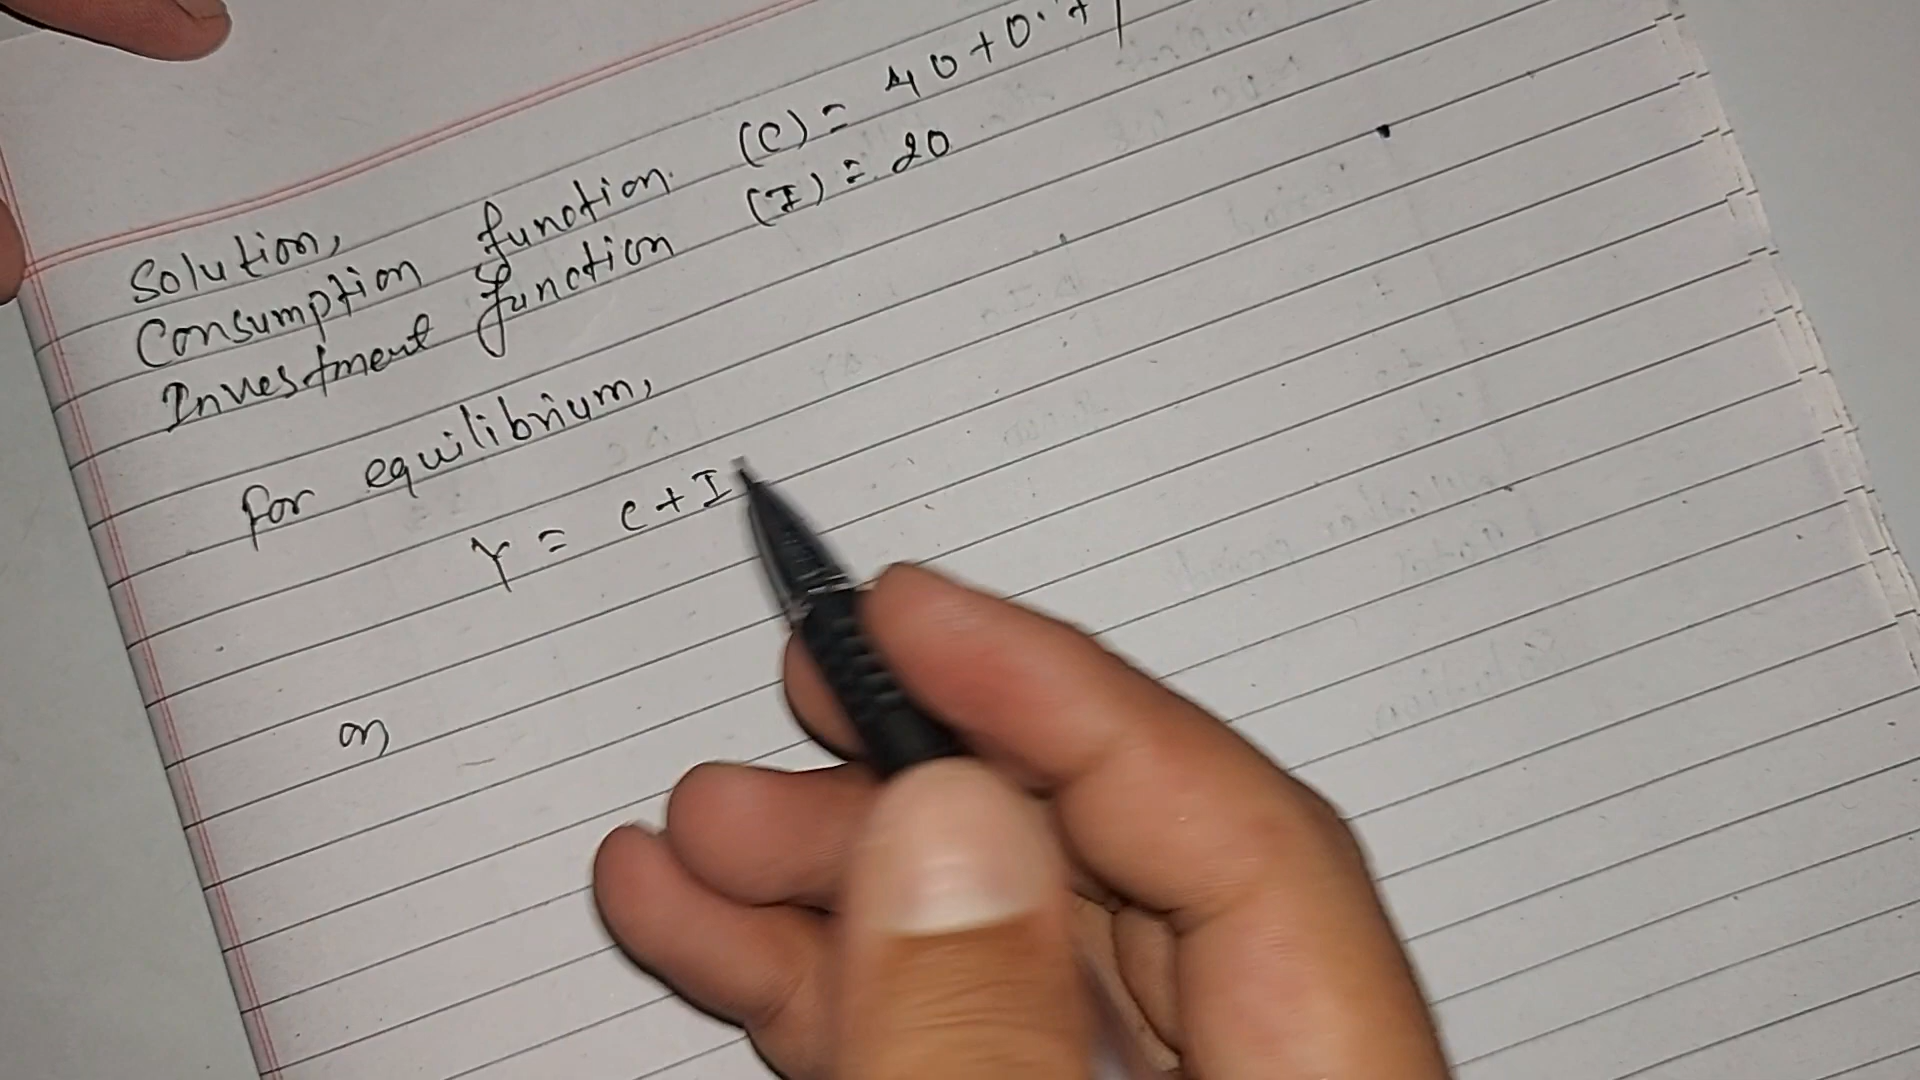 Solution,
Consumption function (C) = 40 + 0.
Investment function (I) = 20
for equilibrium,
Y = C + I
or,